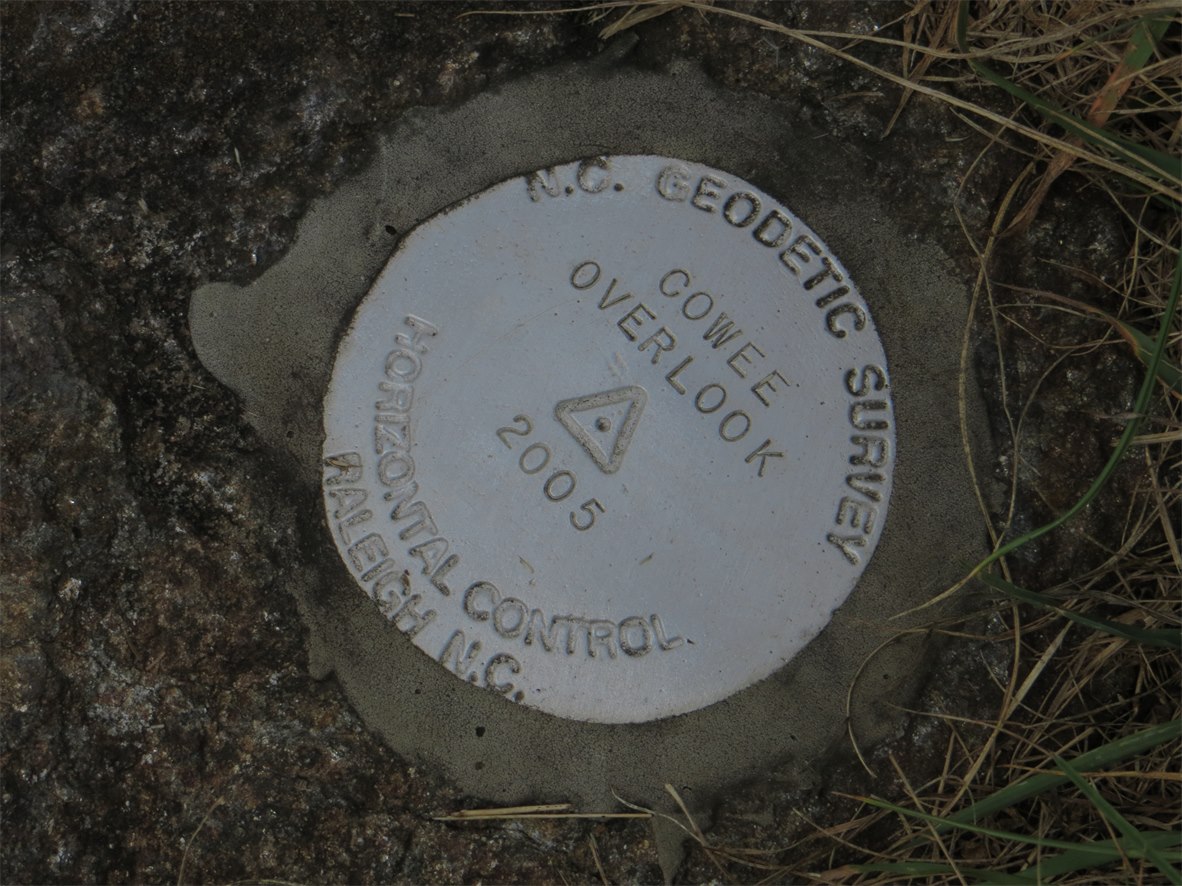 N.C. GEODETIC SURVEY
COWEE
OVERLOOK
2005
HORIZONTAL CONTROL
RALEIGH N.C.